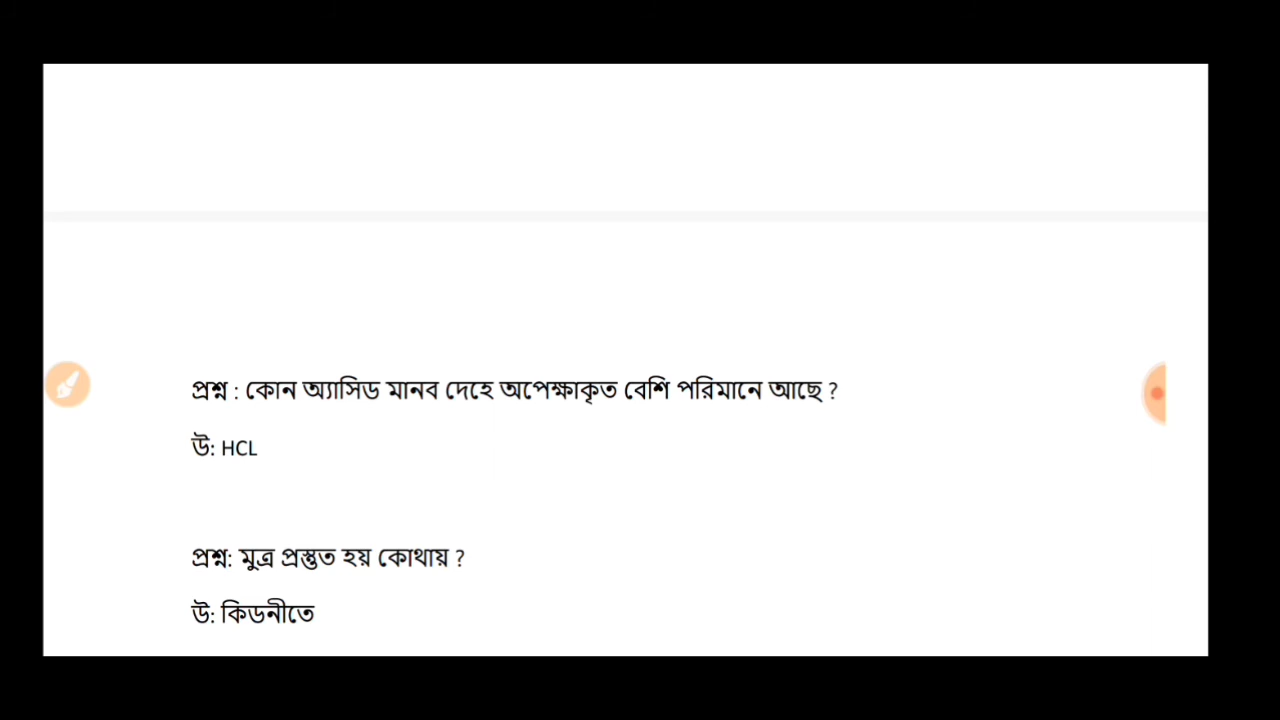 প্রশ্ন : কোন অ্যাসিড মানব দেহে অপেক্ষাকৃত বেশি পরিমানে আছে ?
উ: HCL
প্রশ্ন: মুত্র প্রস্তুত হয় কোথায় ?
উ: কিডনীতে